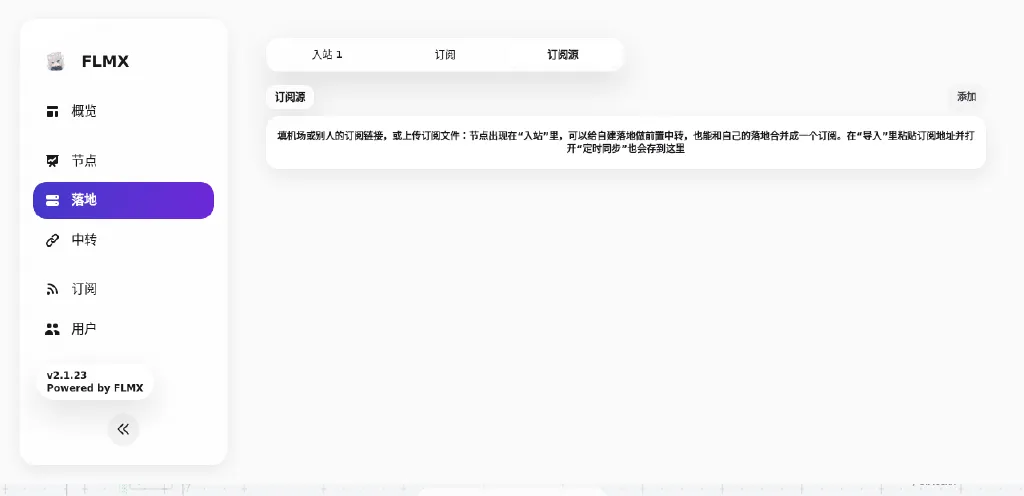 FLMX
概览
节点
落地
中转
订阅
用户
v2.1.23
Powered by FLMX
入站 1
订阅
订阅源
订阅源
添加
填机场或别人的订阅链接，或上传订阅文件：节点出现在“入站”里，可以给自建落地做前置中转，也能和自己的落地合并成一个订阅。在“导入”里粘贴订阅地址并打
开“定时同步”也会存到这里